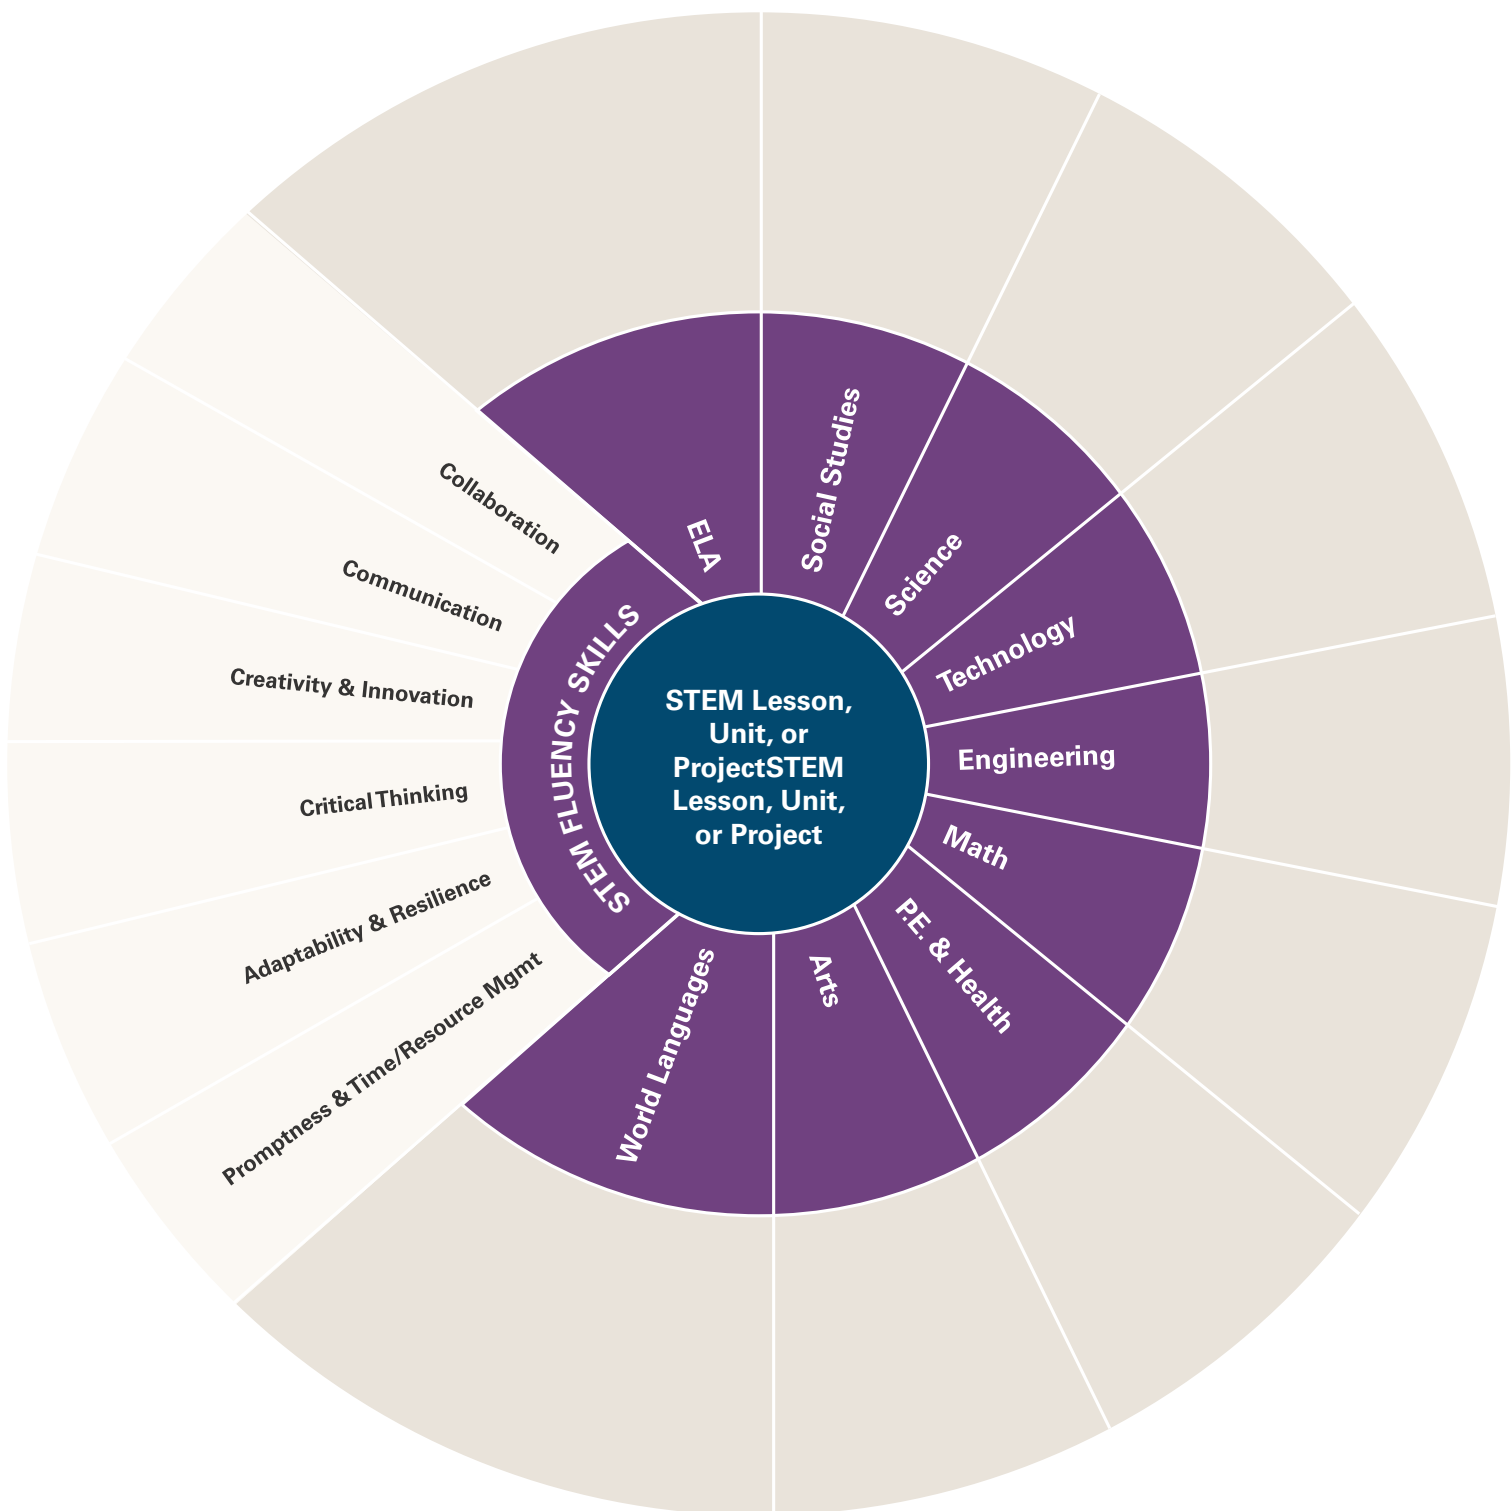 STEM Lesson,
Unit, or
ProjectSTEM
Lesson, Unit,
or Project
ELA
Social Studies
Science
Technology
Engineering
Math
P.E. & Health
Arts
World Languages
STEM FLUENCY SKILLS
Collaboration
Communication
Creativity & Innovation
Critical Thinking
Adaptability & Resilience
Promptness & Time/Resource Mgmt